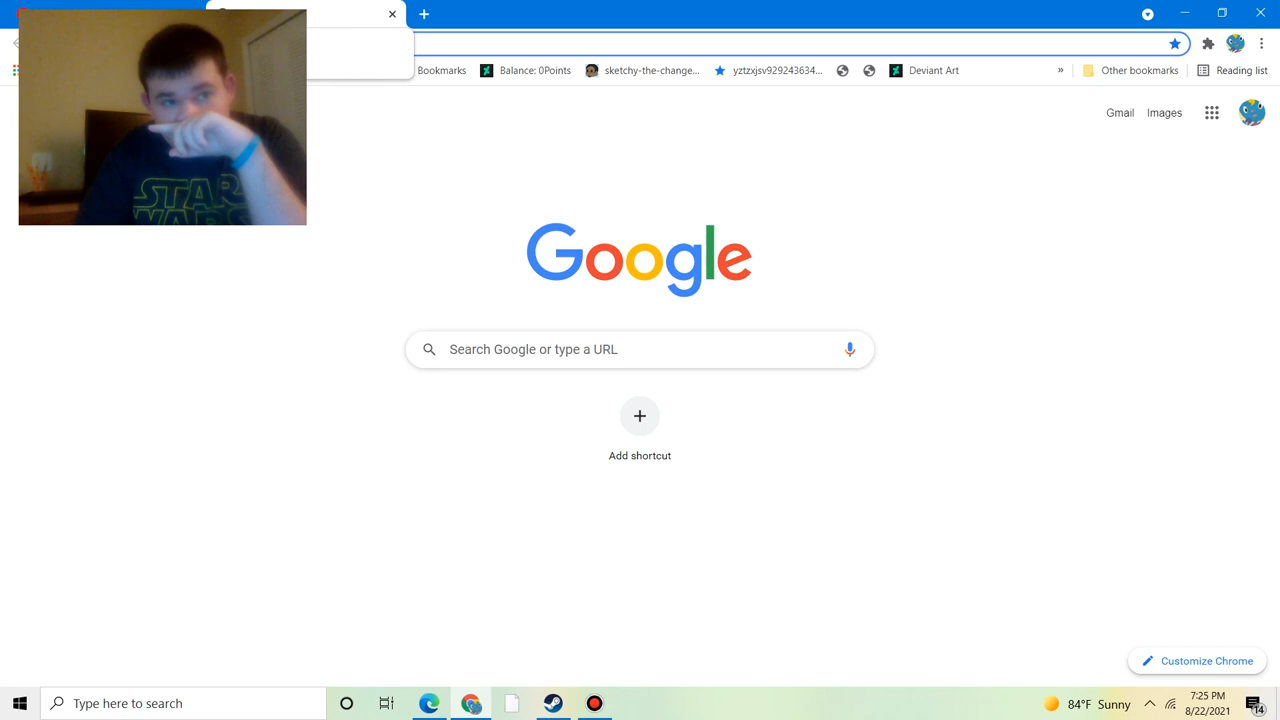 Bookmarks
Balance: 0Points
sketchy-the-change...
yztzxjsv929243634...
Deviant Art
»
Other bookmarks
Reading list
Gmail
Images
STAR
WARS
Google
Search Google or type a URL
Add shortcut
Customize Chrome
Type here to search
84°F Sunny
7:25 PM
8/22/2021
14